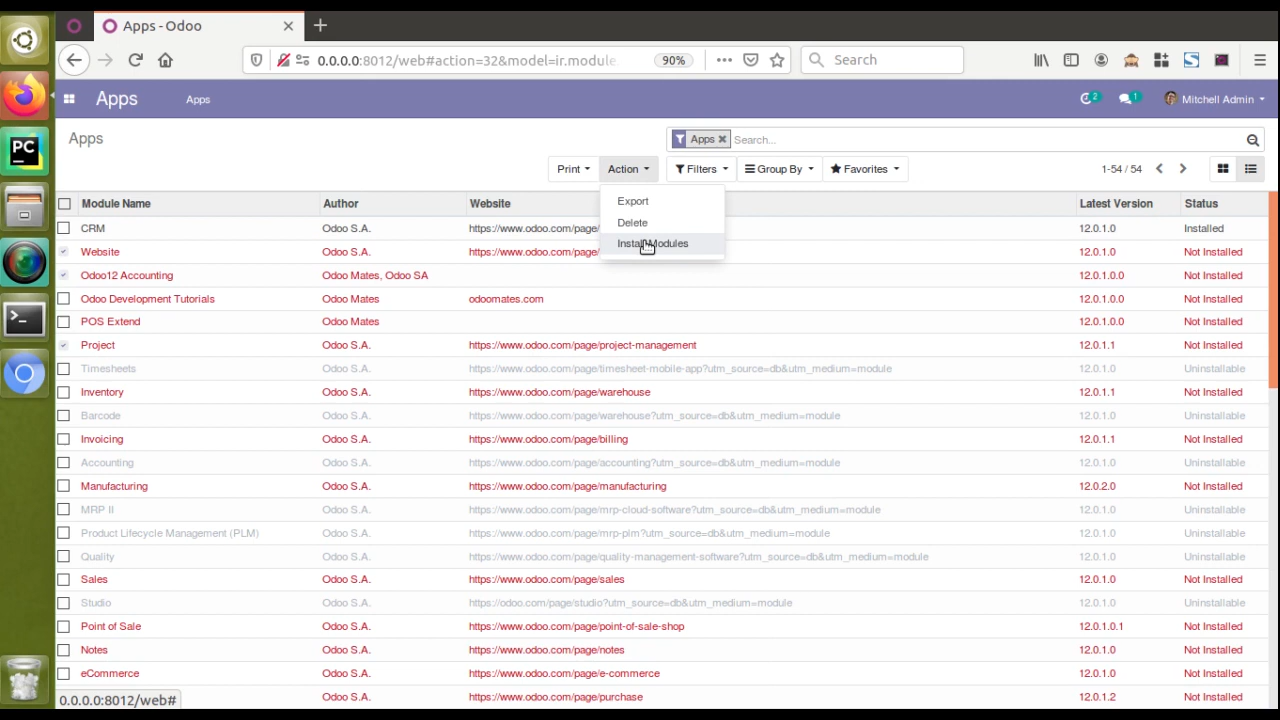 Apps - Odoo
0.0.0.0:8012/web#action=32&model=ir.module.
90%
Search
Apps
Apps
2
1
Mitchell Admin
Apps
Apps
Search...
Print
Action
Filters
Group By
Favorites
1-54 / 54
Export
Delete
Install Modules
Module Name Author Website Latest Version Status
CRM Odoo S.A. https://www.odoo.com/page/ 12.0.1.0 Installed
Website Odoo S.A. https://www.odoo.com/page/ 12.0.1.0 Not Installed
Odoo12 Accounting Odoo Mates, Odoo SA 12.0.1.0.0 Not Installed
Odoo Development Tutorials Odoo Mates odoomates.com 12.0.1.0.0 Not Installed
POS Extend Odoo Mates 12.0.1.0.0 Not Installed
Project Odoo S.A. https://www.odoo.com/page/project-management 12.0.1.1 Not Installed
Timesheets Odoo S.A. https://www.odoo.com/page/timesheet-mobile-app?utm_source=db&utm_medium=module 12.0.1.0 Uninstallable
Inventory Odoo S.A. https://www.odoo.com/page/warehouse 12.0.1.1 Not Installed
Barcode Odoo S.A. https://www.odoo.com/page/warehouse?utm_source=db&utm_medium=module 12.0.1.0 Uninstallable
Invoicing Odoo S.A. https://www.odoo.com/page/billing 12.0.1.1 Not Installed
Accounting Odoo S.A. https://www.odoo.com/page/accounting?utm_source=db&utm_medium=module 12.0.1.0 Uninstallable
Manufacturing Odoo S.A. https://www.odoo.com/page/manufacturing 12.0.2.0 Not Installed
MRP II Odoo S.A. https://www.odoo.com/page/mrp-cloud-software?utm_source=db&utm_medium=module 12.0.1.0 Uninstallable
Product Lifecycle Management (PLM) Odoo S.A. https://www.odoo.com/page/mrp-plm?utm_source=db&utm_medium=module 12.0.1.0 Uninstallable
Quality Odoo S.A. https://www.odoo.com/page/quality-management-software?utm_source=db&utm_medium=module 12.0.1.0 Uninstallable
Sales Odoo S.A. https://www.odoo.com/page/sales 12.0.1.0 Not Installed
Studio Odoo S.A. https://odoo.com/page/studio?utm_source=db&utm_medium=module 12.0.1.0 Uninstallable
Point of Sale Odoo S.A. https://www.odoo.com/page/point-of-sale-shop 12.0.1.0.1 Not Installed
Notes Odoo S.A. https://www.odoo.com/page/notes 12.0.1.0 Not Installed
eCommerce Odoo S.A. https://www.odoo.com/page/e-commerce 12.0.1.0 Not Installed
Odoo S.A. https://www.odoo.com/page/purchase 12.0.1.2 Not Installed
0.0.0.0:8012/web#
PC
>_